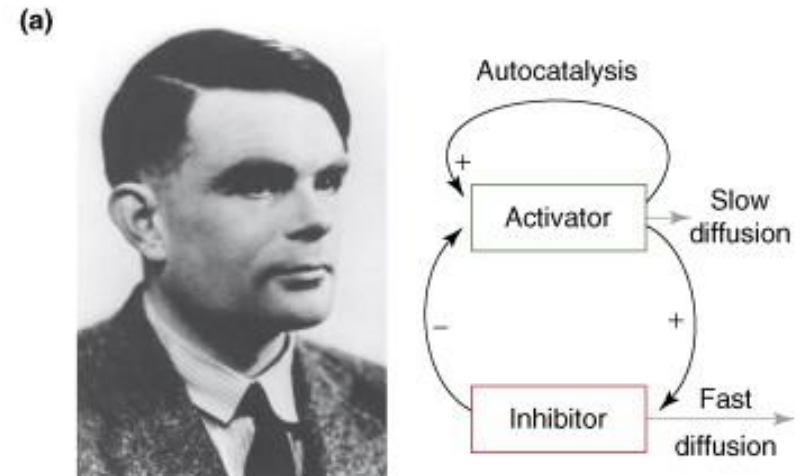 (a)
Autocatalysis
+
Activator
Slow
diffusion
–
+
Inhibitor
Fast
diffusion